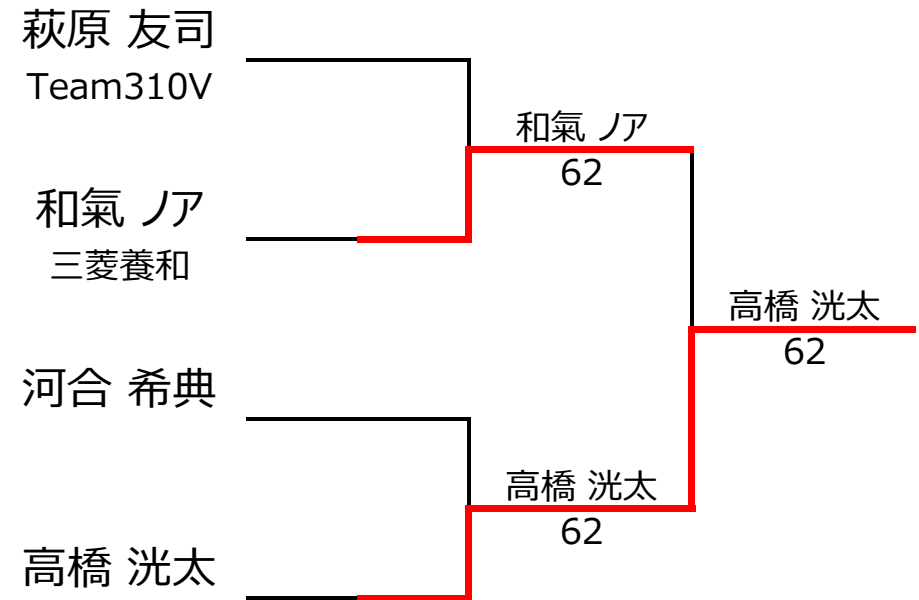 萩原 友司
Team310V
和氣 ノア
62
和氣 ノア
三菱養和
高橋 洸太
62
河合 希典
高橋 洸太
62
高橋 洸太